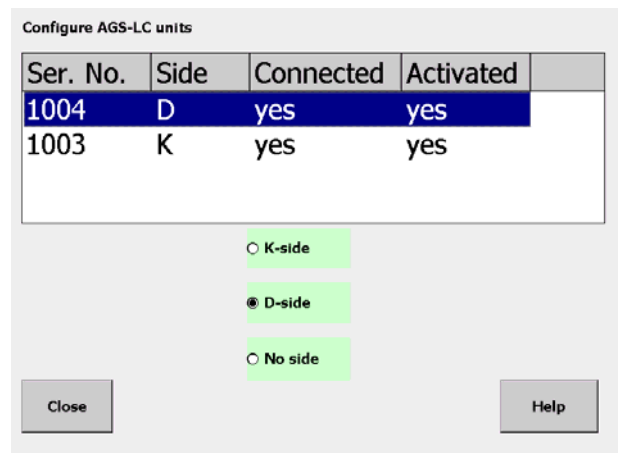 Configure AGS-LC units
Ser. No. Side Connected Activated
1004 D yes yes
1003 K yes yes
K-side
D-side
No side
Close Help